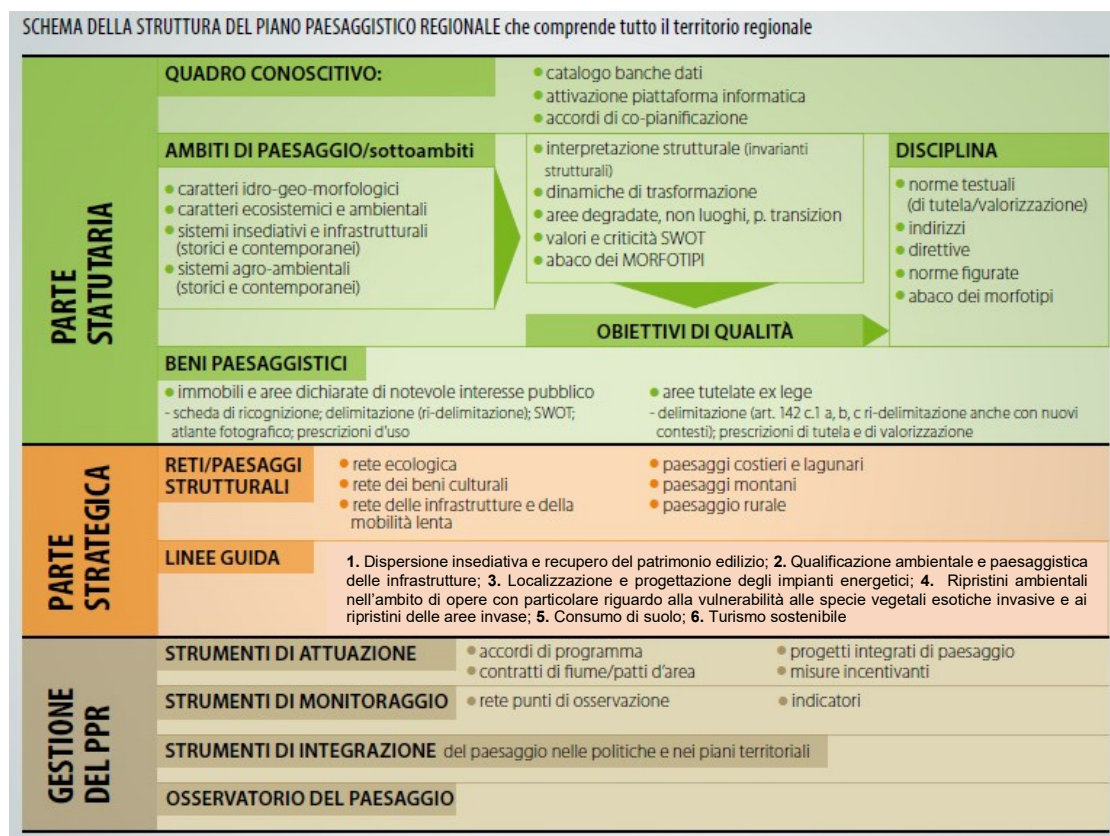 SCHEMA DELLA STRUTTURA DEL PIANO PAESAGGISTICO REGIONALE che comprende tutto il territorio regionale
PARTE
STATUTARIA
QUADRO CONOSCITIVO:
• catalogo banche dati
• attivazione piattaforma informatica
• accordi di co-pianificazione
AMBITI DI PAESAGGIO/sottoambiti
• caratteri idro-geo-morfologici
• caratteri ecosistemici e ambientali
• sistemi insediativi e infrastrutturali
(storici e contemporanei)
• sistemi agro-ambientali
(storici e contemporanei)
• interpretazione strutturale (invarianti
strutturali)
• dinamiche di trasformazione
• aree degradate, non luoghi, p. transizion
• valori e criticità SWOT
• abaco dei MORFOTIPI
OBIETTIVI DI QUALITÀ
DISCIPLINA
• norme testuali
(di tutela/valorizzazione)
• indirizzi
• direttive
• norme figurate
• abaco dei morfotipi
BENI PAESAGGISTICI
• immobili e aree dichiarate di notevole interesse pubblico
- scheda di ricognizione; delimitazione (ri-delimitazione); SWOT;
atlante fotografico; prescrizioni d'uso
• aree tutelate ex lege
- delimitazione (art. 142 c.1 a, b, c ri-delimitazione anche con nuovi
contesti); prescrizioni di tutela e di valorizzazione
PARTE
STRATEGICA
RETI/PAESAGGI
STRUTTURALI
• rete ecologica
• rete dei beni culturali
• rete delle infrastrutture e della
mobilità lenta
• paesaggi costieri e lagunari
• paesaggi montani
• paesaggio rurale
LINEE GUIDA
1. Dispersione insediativa e recupero del patrimonio edilizio; 2. Qualificazione ambientale e paesaggistica
delle infrastrutture; 3. Localizzazione e progettazione degli impianti energetici; 4. Ripristini ambientali
nell'ambito di opere con particolare riguardo alla vulnerabilità alle specie vegetali esotiche invasive e ai
ripristini delle aree invase; 5. Consumo di suolo; 6. Turismo sostenibile
GESTIONE
DEL PPR
STRUMENTI DI ATTUAZIONE
• accordi di programma
• contratti di fiume/patti d'area
• progetti integrati di paesaggio
• misure incentivanti
STRUMENTI DI MONITORAGGIO
• rete punti di osservazione
• indicatori
STRUMENTI DI INTEGRAZIONE del paesaggio nelle politiche e nei piani territoriali
OSSERVATORIO DEL PAESAGGIO